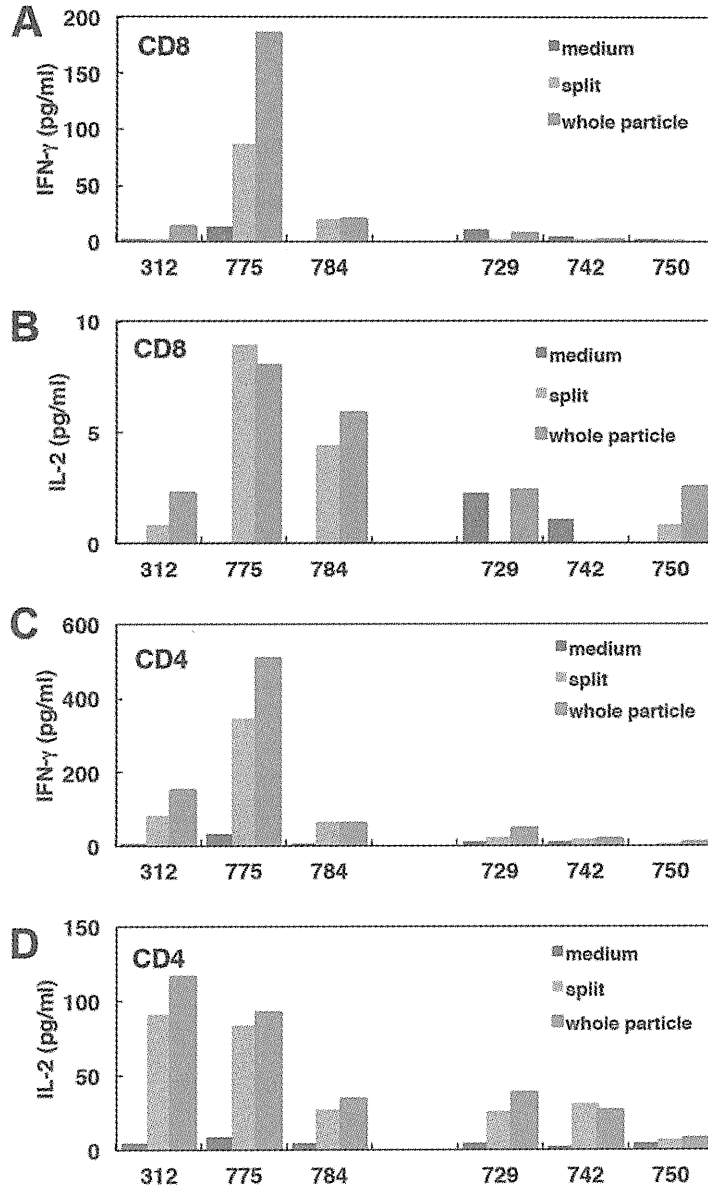 A
CD8
IFN-γ (pg/ml)
200
150
100
50
0
medium
split
whole particle
312 775 784 729 742 750
B
CD8
IL-2 (pg/ml)
10
5
0
medium
split
whole particle
312 775 784 729 742 750
C
CD4
IFN-γ (pg/ml)
600
400
200
0
medium
split
whole particle
312 775 784 729 742 750
D
CD4
IL-2 (pg/ml)
150
100
50
0
medium
split
whole particle
312 775 784 729 742 750